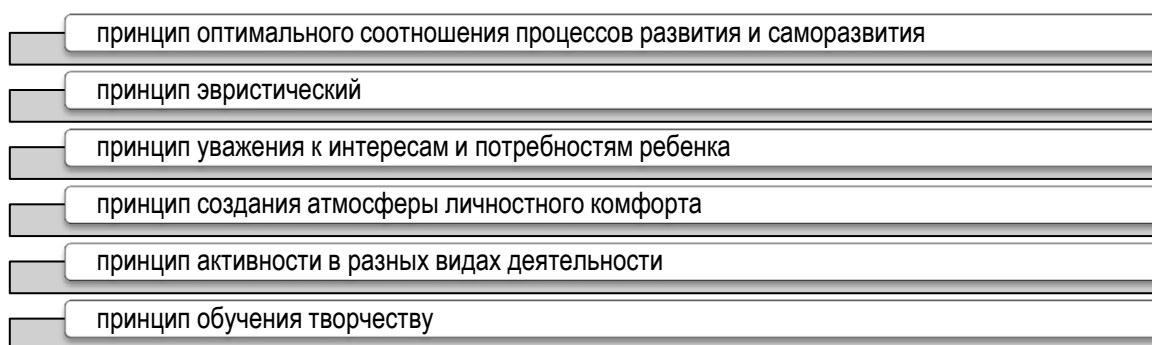 принцип оптимального соотношения процессов развития и саморазвития
принцип эвристический
принцип уважения к интересам и потребностям ребенка
принцип создания атмосферы личностного комфорта
принцип активности в разных видах деятельности
принцип обучения творчеству